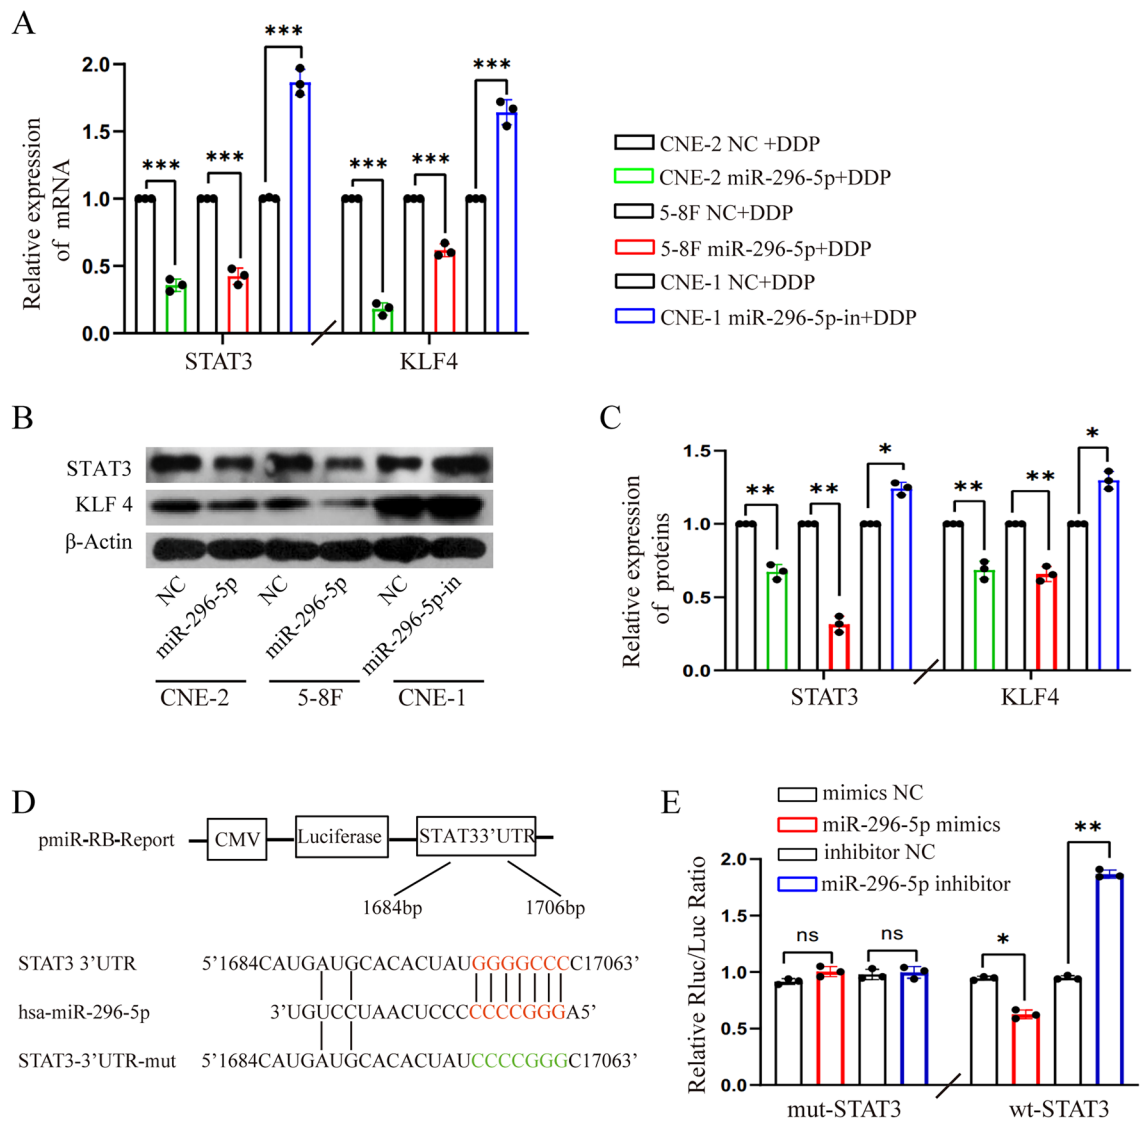 A
***
***
***
***
***
***
2.0
1.5
1.0
0.5
0.0
Relative expression
of mRNA
STAT3
KLF4
CNE-2 NC +DDP
CNE-2 miR-296-5p+DDP
5-8F NC+DDP
5-8F miR-296-5p+DDP
CNE-1 NC+DDP
CNE-1 miR-296-5p-in+DDP
B
STAT3
KLF 4
β-Actin
NC
miR-296-5p
NC
miR-296-5p
NC
miR-296-5p-in
CNE-2
5-8F
CNE-1
C
**
**
*
**
**
*
1.5
1.0
0.5
0.0
Relative expression
of proteins
STAT3
KLF4
D
pmiR-RB-Report
CMV
Luciferase
STAT33'UTR
1684bp
1706bp
STAT3 3'UTR 5'1684CAUGAUGCACACUAUGGGGCCCC17063'
hsa-miR-296-5p 3'UGUCCUAACUCCCCCCCGGGA5'
STAT3-3'UTR-mut 5'1684CAUGAUGCACACUAUCCCCGGGC17063'
E
mimics NC
miR-296-5p mimics
inhibitor NC
miR-296-5p inhibitor
ns
ns
*
**
2.0
1.5
1.0
0.5
0.0
Relative Rluc/Luc Ratio
mut-STAT3
wt-STAT3